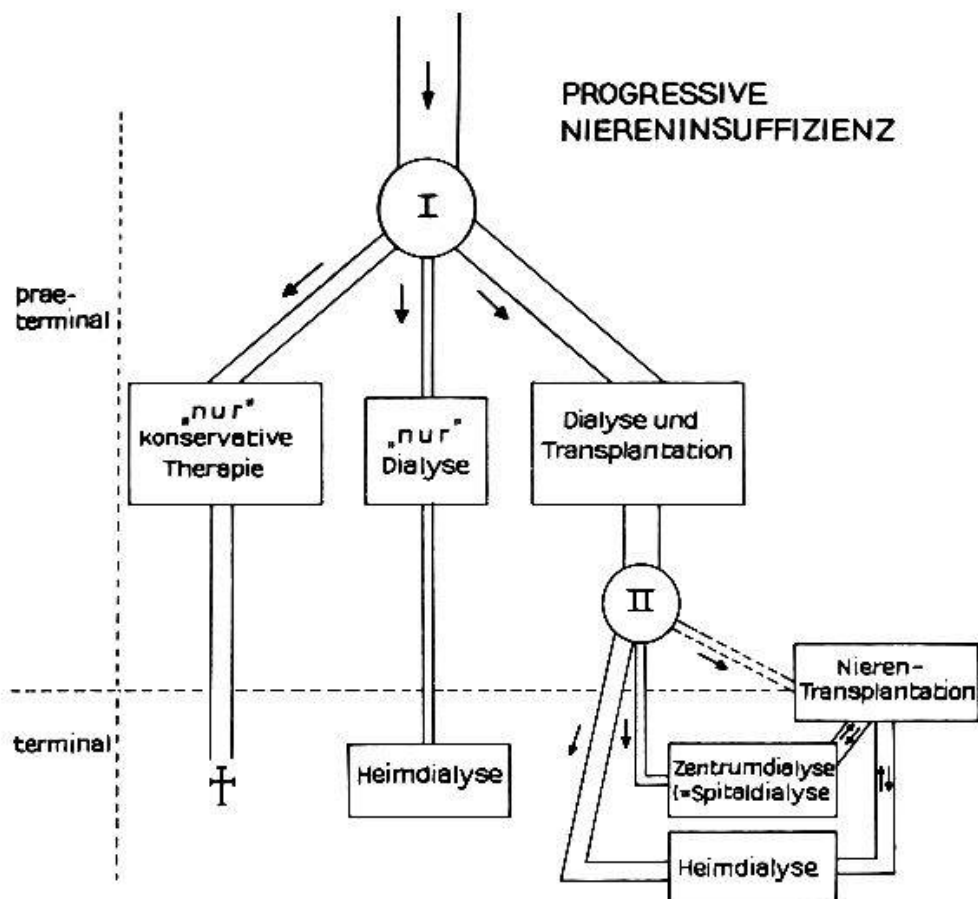 PROGRESSIVE
NIERENINSUFFIZIENZ
I
prae-
terminal
„nur"
konservative
Therapie
„nur"
Dialyse
Dialyse und
Transplantation
II
Nieren-
Transplantation
terminal
Heimdialyse
Zentrumdialyse
(=Spitaldialyse
Heimdialyse